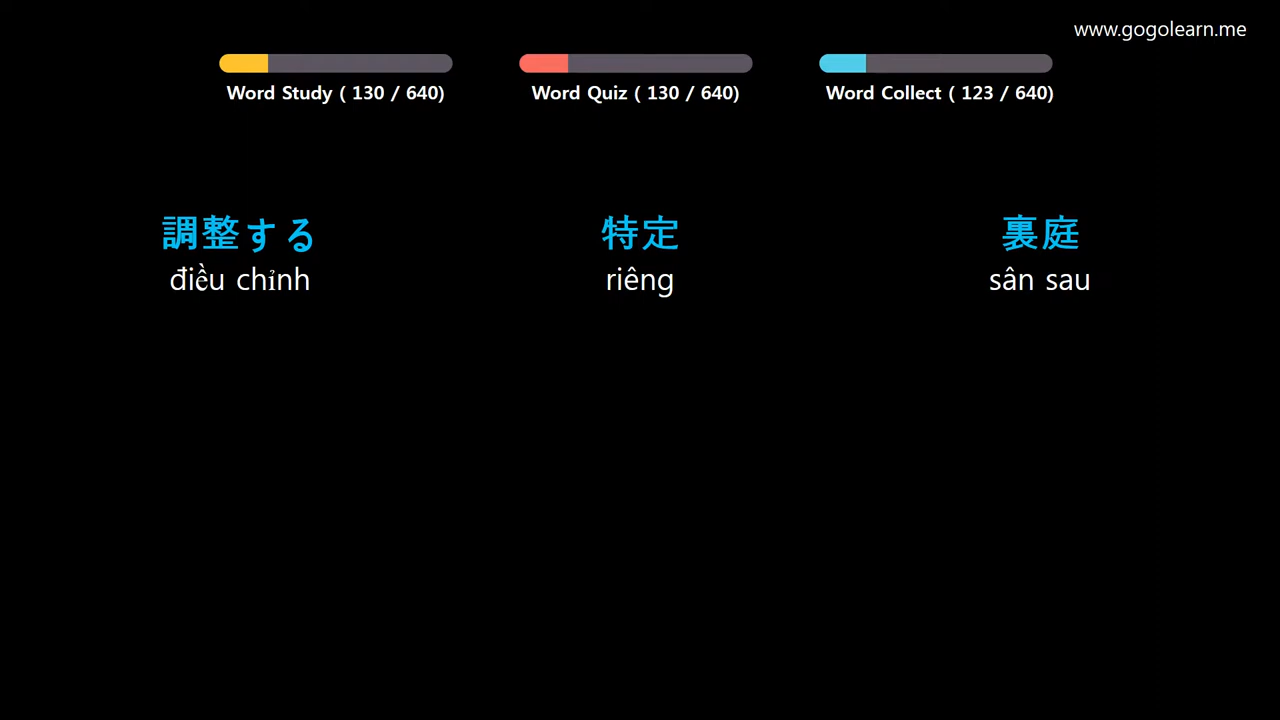 www.gogolearn.me
Word Study ( 130 / 640)
Word Quiz ( 130 / 640)
Word Collect ( 123 / 640)
調整する
特定
裏庭
điều chỉnh
riêng
sân sau